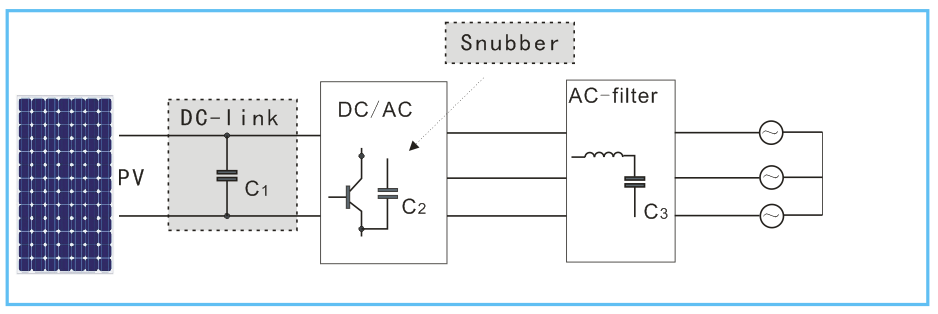 Snubber
PV
DC-link
C1
DC/AC
C2
AC-filter
C3